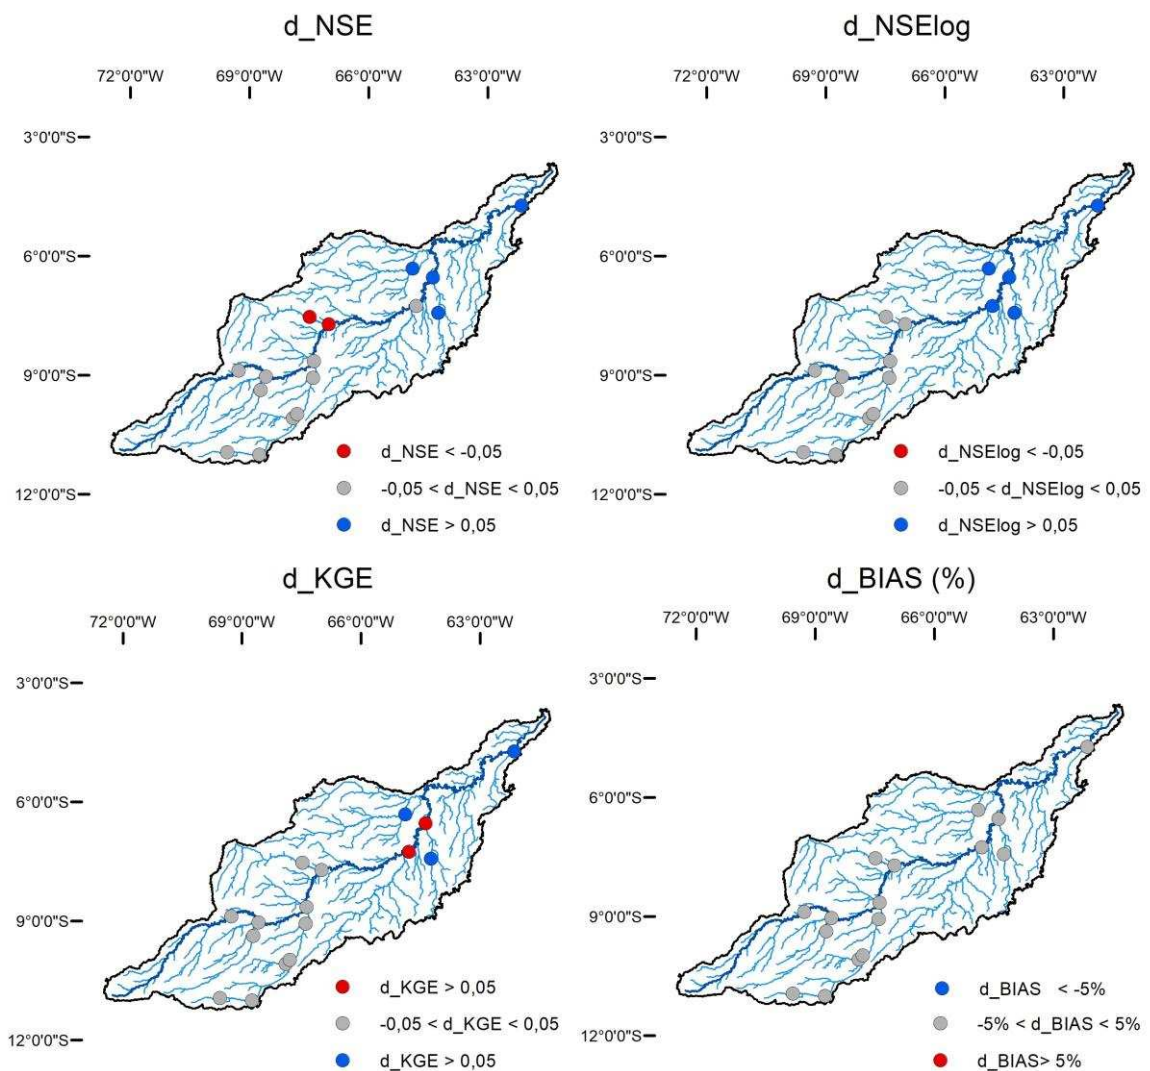 d_NSE
72°0'0"W 69°0'0"W 66°0'0"W 63°0'0"W
3°0'0"S
6°0'0"S
9°0'0"S
12°0'0"S
d_NSE < -0,05
-0,05 < d_NSE < 0,05
d_NSE > 0,05
d_NSElog
72°0'0"W 69°0'0"W 66°0'0"W 63°0'0"W
3°0'0"S
6°0'0"S
9°0'0"S
12°0'0"S
d_NSElog < -0,05
-0,05 < d_NSElog < 0,05
d_NSElog > 0,05
d_KGE
72°0'0"W 69°0'0"W 66°0'0"W 63°0'0"W
3°0'0"S
6°0'0"S
9°0'0"S
12°0'0"S
d_KGE > 0,05
-0,05 < d_KGE < 0,05
d_KGE > 0,05
d_BIAS (%)
72°0'0"W 69°0'0"W 66°0'0"W 63°0'0"W
3°0'0"S
6°0'0"S
9°0'0"S
12°0'0"S
d_BIAS < -5%
-5% < d_BIAS < 5%
d_BIAS> 5%